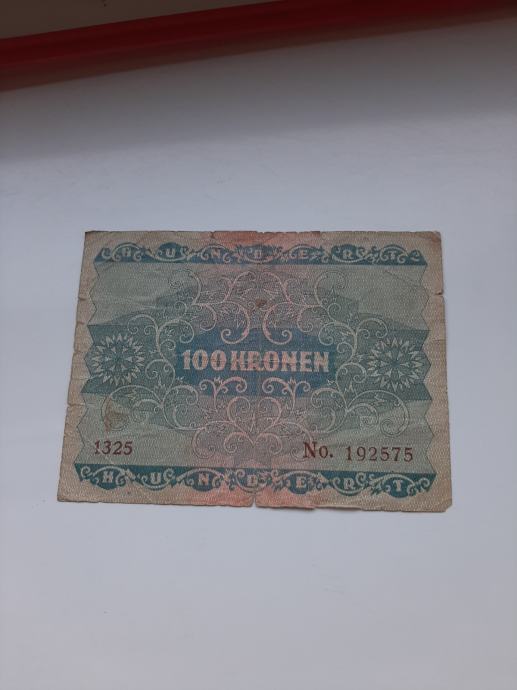 HUNDERT
100 KRONEN
1325 No. 192575
HUNDERT